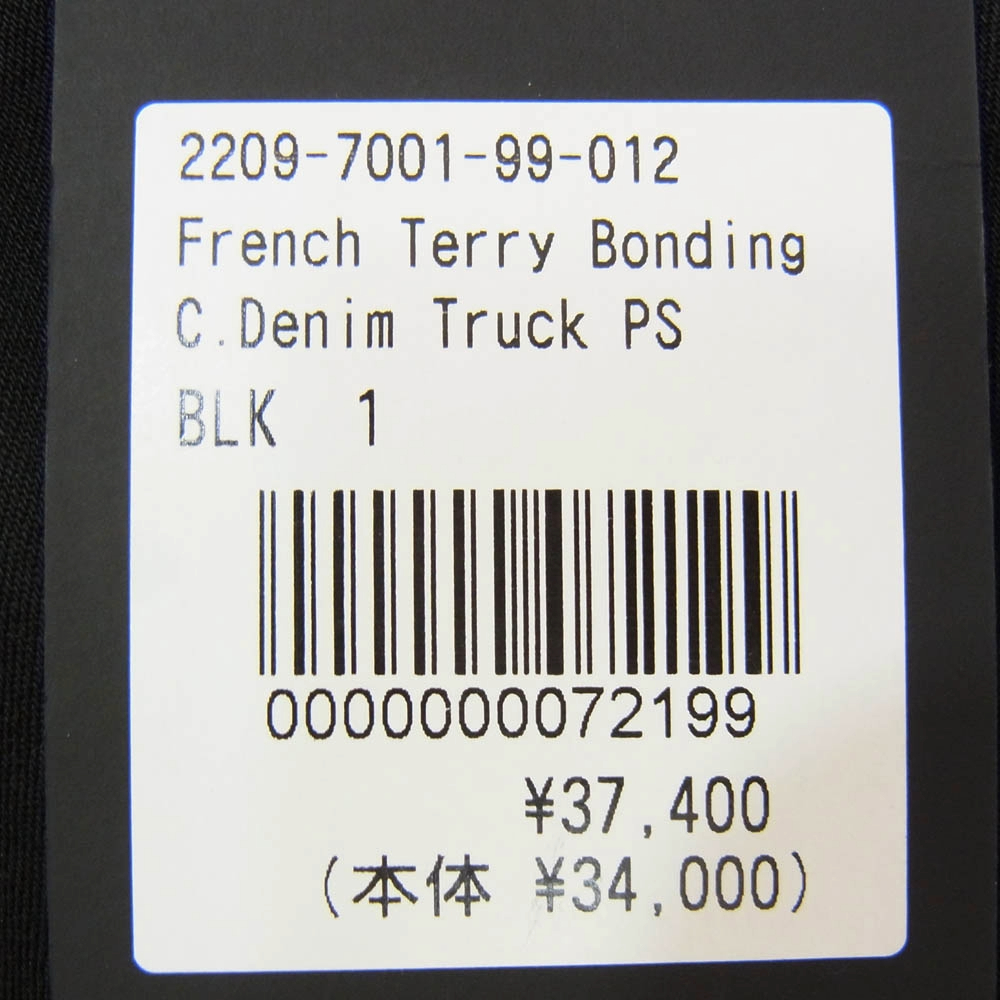 2209-7001-99-012
French Terry Bonding
C.Denim Truck PS
BLK 1
0000000072199
¥37,400
(本体 ¥34,000)